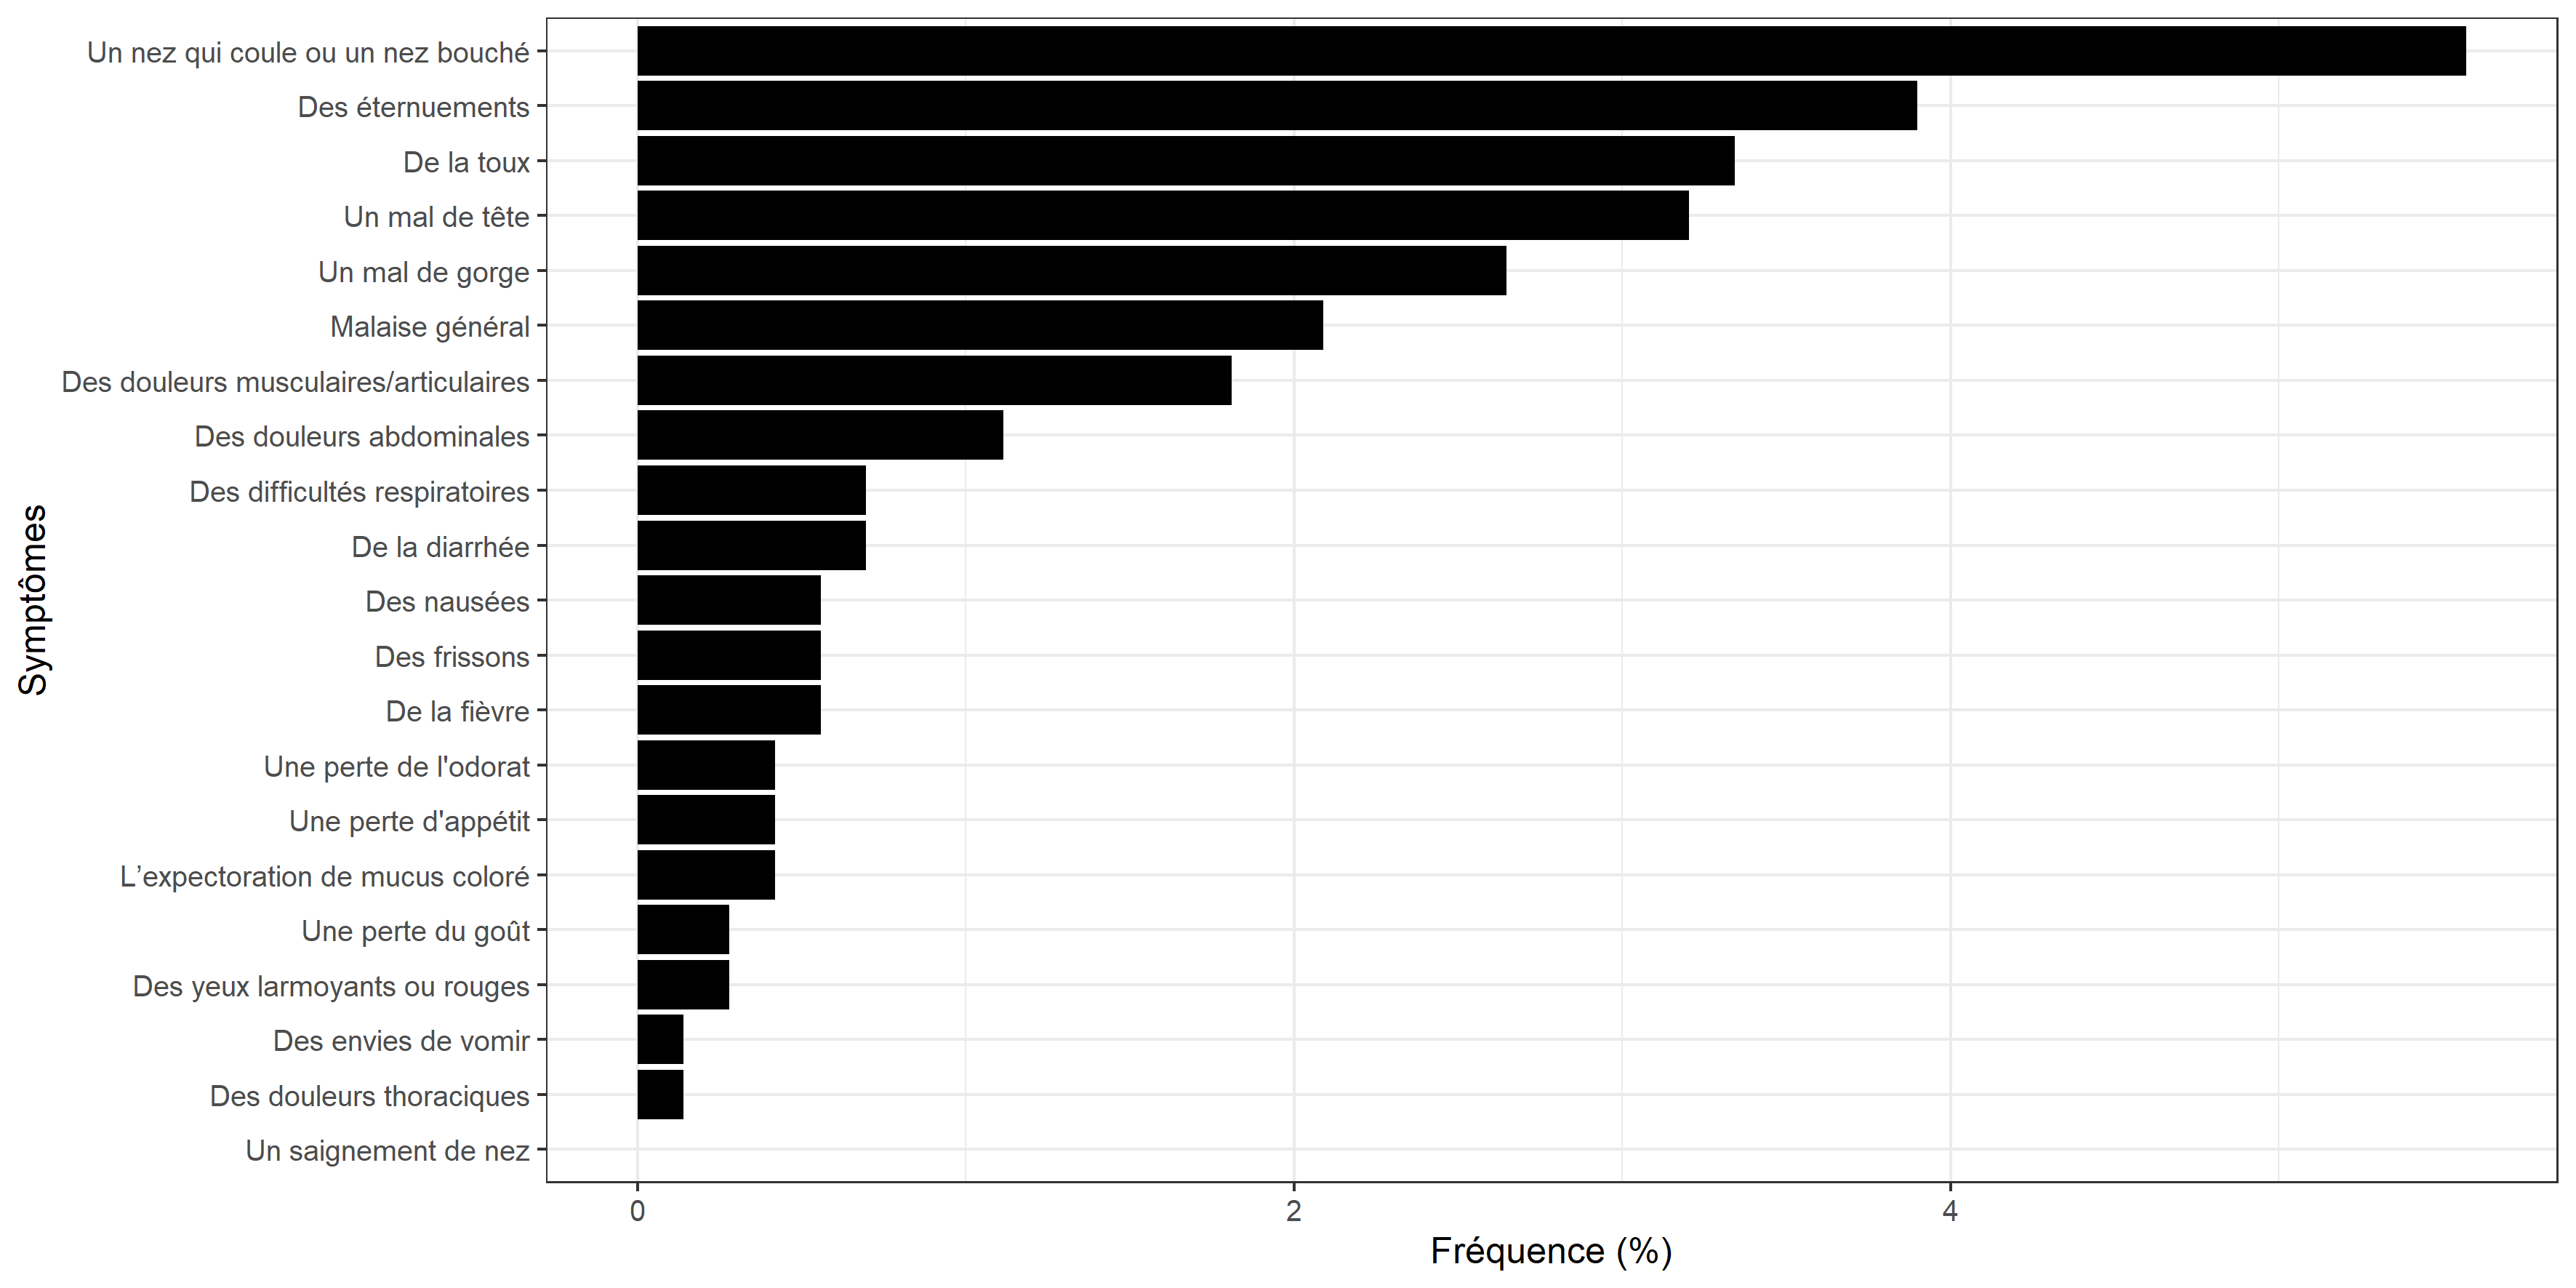 Un nez qui coule ou un nez bouché
Des éternuements
De la toux
Un mal de tête
Un mal de gorge
Malaise général
Des douleurs musculaires/articulaires
Des douleurs abdominales
Des difficultés respiratoires
De la diarrhée
Des nausées
Des frissons
De la fièvre
Une perte de l'odorat
Une perte d'appétit
L’expectoration de mucus coloré
Une perte du goût
Des yeux larmoyants ou rouges
Des envies de vomir
Des douleurs thoraciques
Un saignement de nez
Symptômes
0 2 4
Fréquence (%)